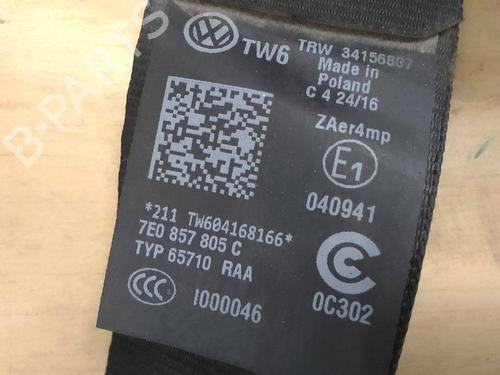 B-PARTS
TW6
TRW 34156807
Made in
Poland
C 4 24/16
ZAer4mp
E1
040941
*211 TW604168166*
7E0 857 805 C
TYP 65710 RAA
CCC
I000046
0C302